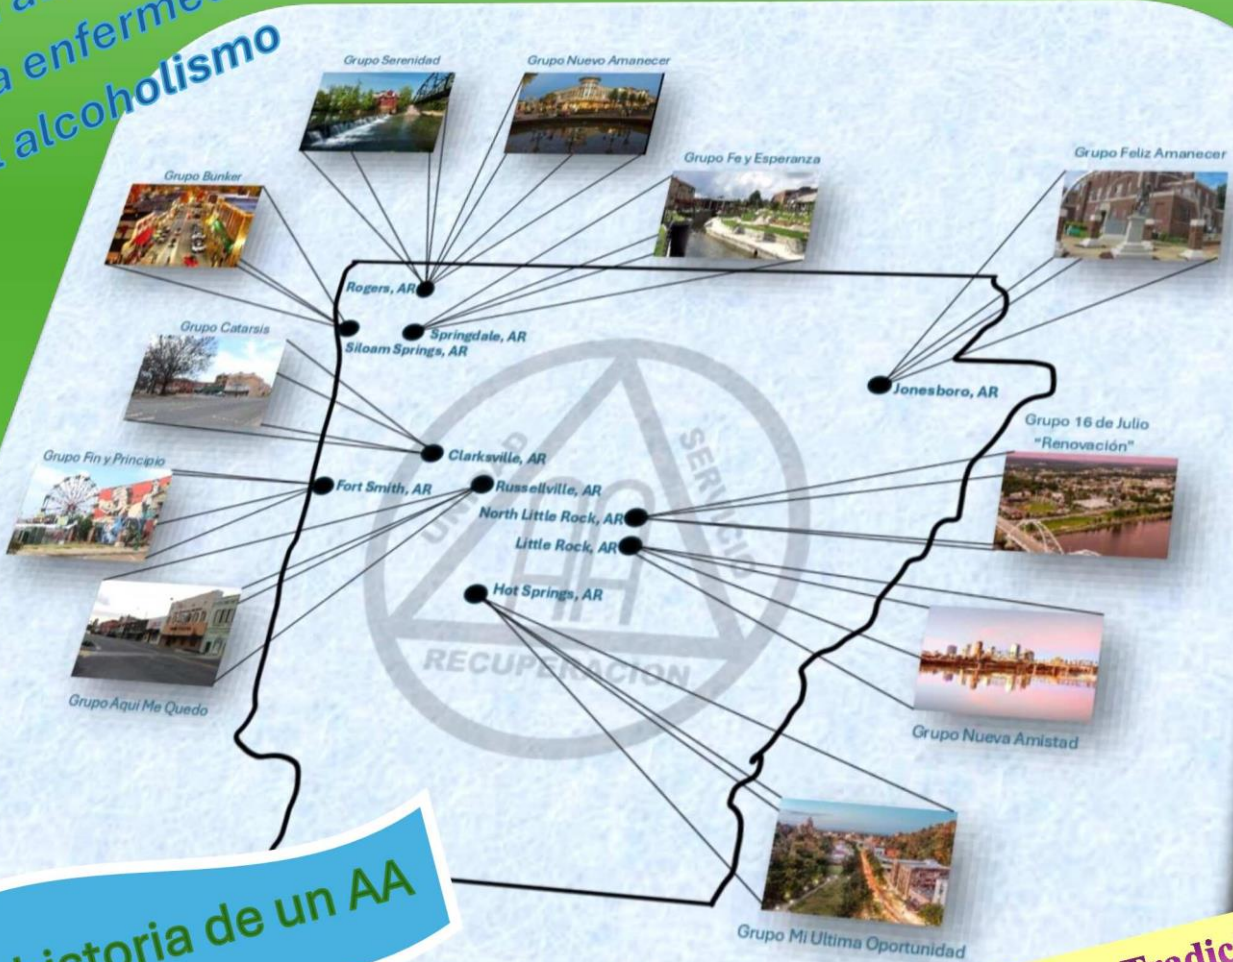 a enfermed
alcoholismo
Grupo Serenidad
Grupo Nuevo Amanecer
Grupo Fe y Esperanza
Grupo Feliz Amanecer
Grupo Bunker
Rogers, AR
Springdale, AR
Siloam Springs, AR
Grupo Catarsis
Jonesboro, AR
Grupo 16 de Julio
"Renovación"
Clarksville, AR
Grupo Fin y Principio
Fort Smith, AR
Russellville, AR
North Little Rock, AR
Little Rock, AR
Hot Springs, AR
UNIDAD
SERVICIO
AA
RECUPERACION
Grupo Aqui Me Quedo
Grupo Nueva Amistad
Grupo Mi Ultima Oportunidad
historia de un AA
Tradic